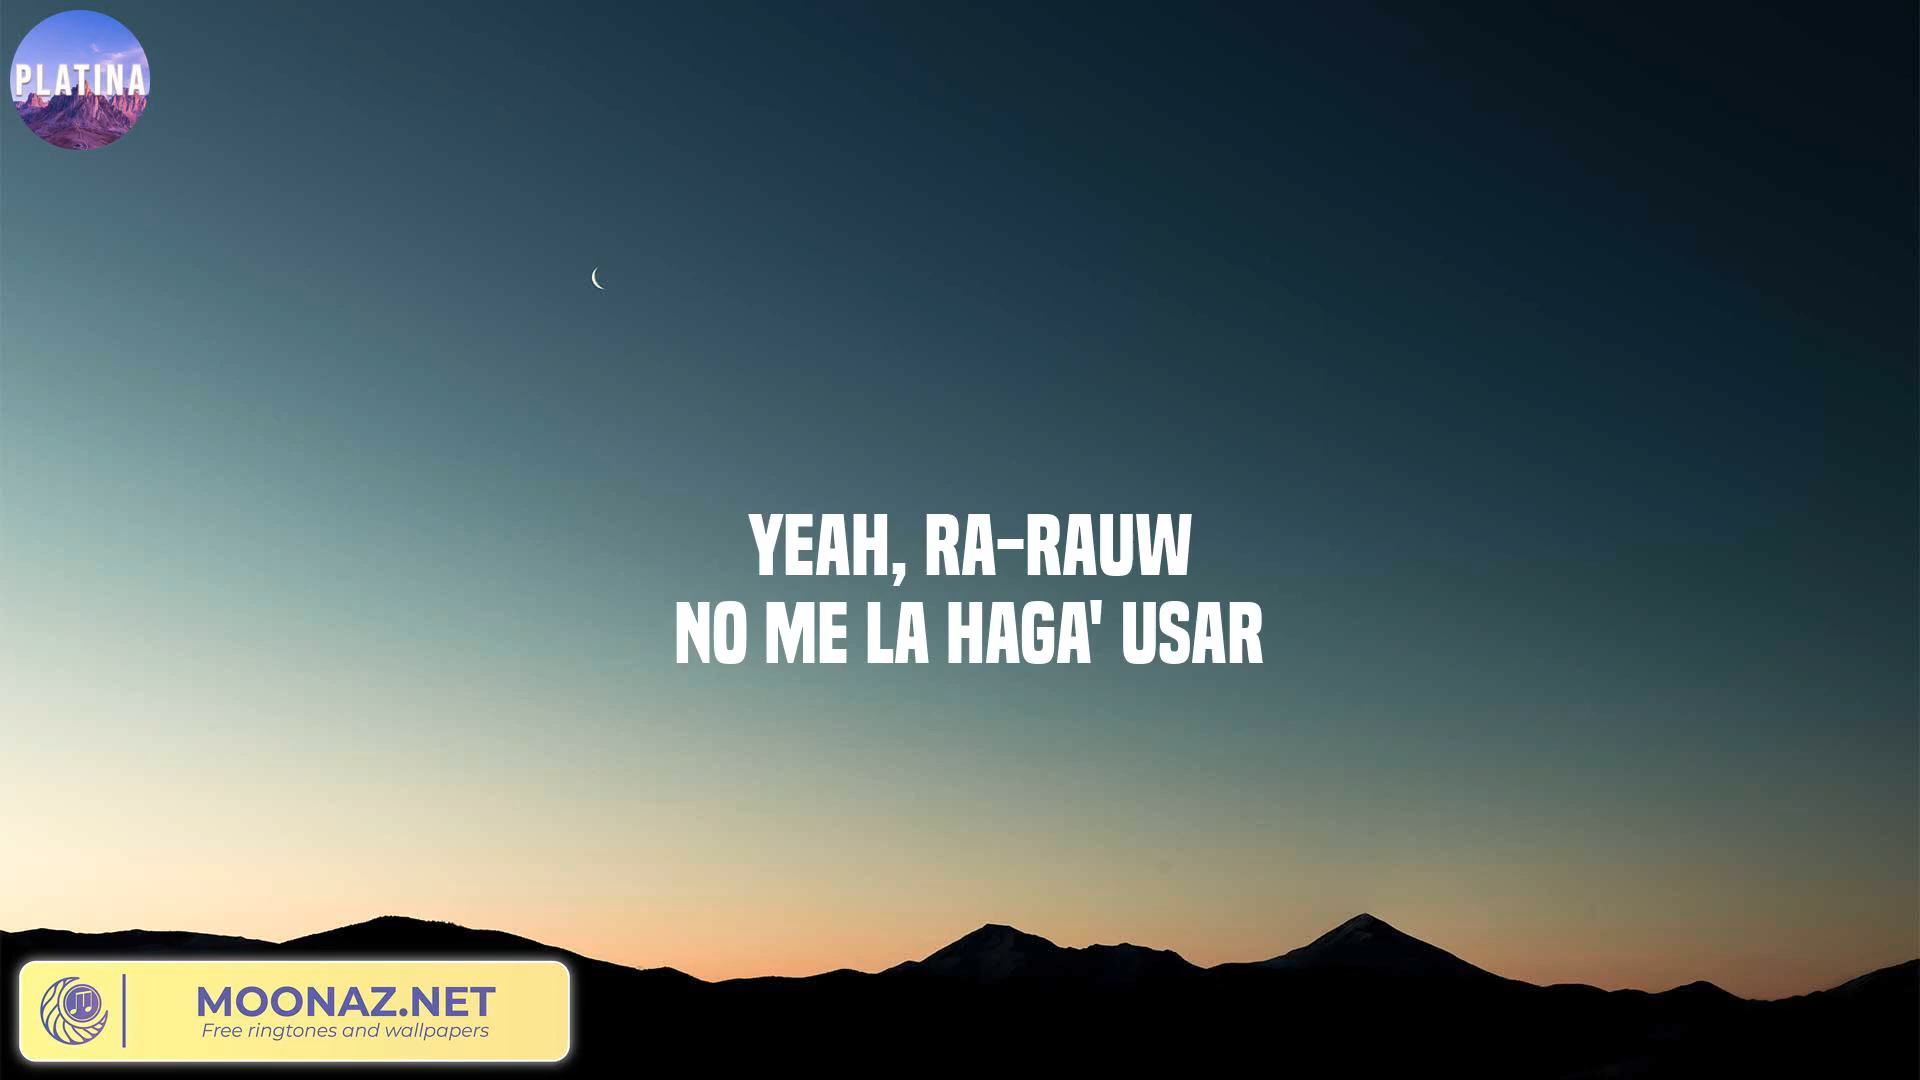 PLATINA
YEAH, RA-RAUW
NO ME LA HAGA' USAR
MOONAZ.NET
Free ringtones and wallpapers